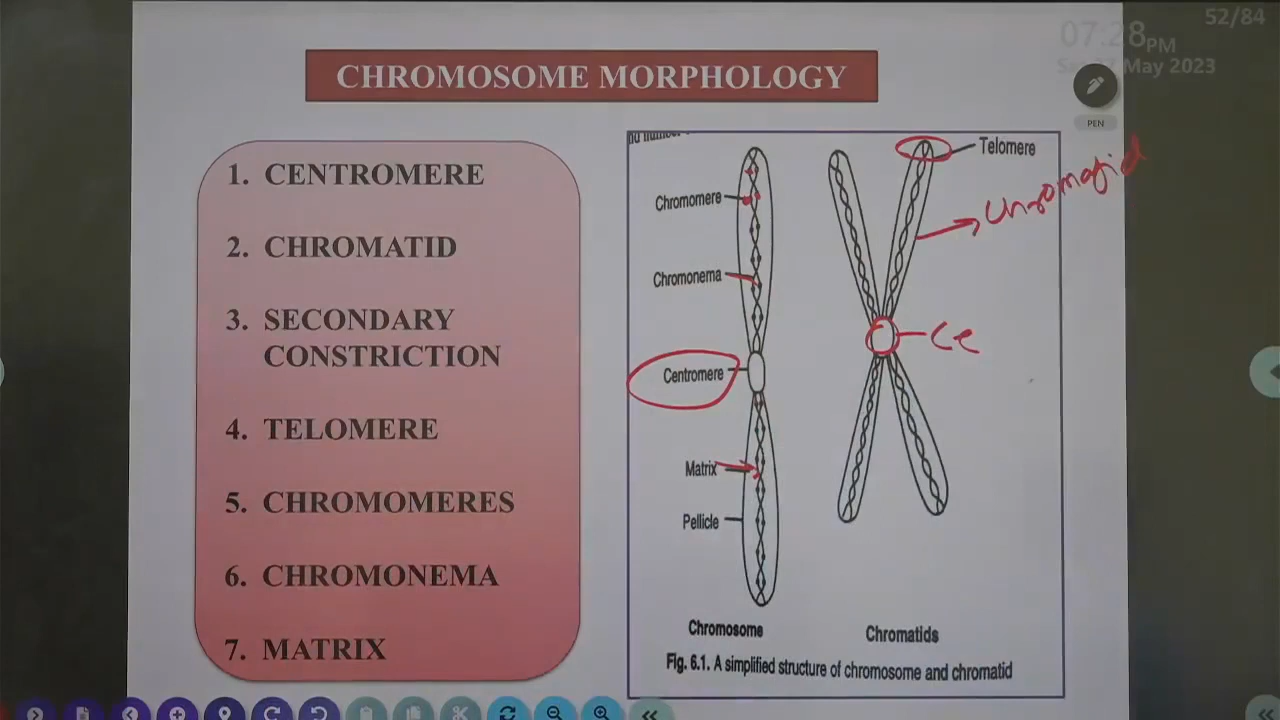 52/84
07:28PM
May 2023
PEN
CHROMOSOME MORPHOLOGY
1. CENTROMERE
2. CHROMATID
3. SECONDARY
CONSTRICTION
4. TELOMERE
5. CHROMOMERES
6. CHROMONEMA
7. MATRIX
Telomere
Chromatid
Chromomere
Chromonema
Ce
Centromere
Matrix
Pellicle
Chromosome
Chromatids
Fig. 6.1. A simplified structure of chromosome and chromatid